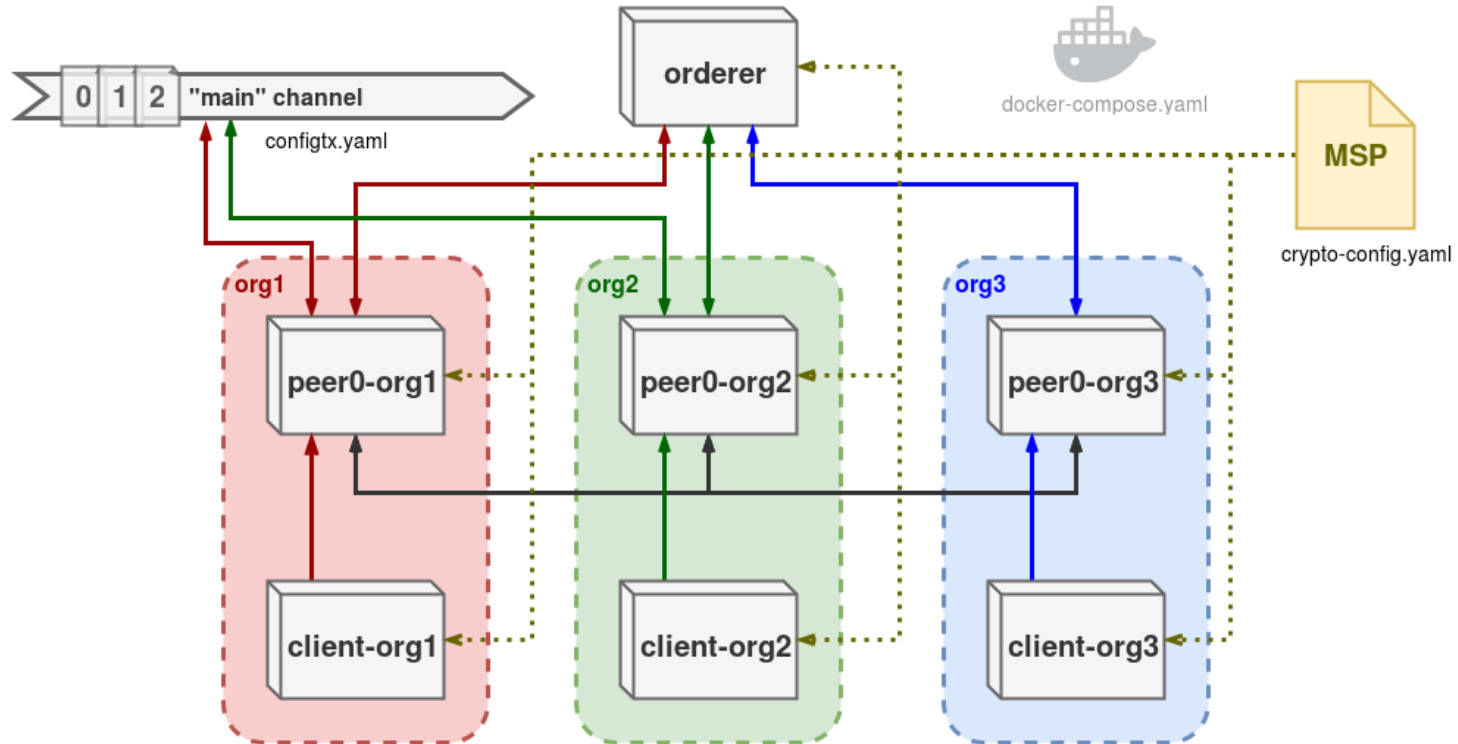 orderer
docker-compose.yaml
0 1 2 "main" channel
configtx.yaml
MSP
crypto-config.yaml
org1
org2
org3
peer0-org1
peer0-org2
peer0-org3
client-org1
client-org2
client-org3